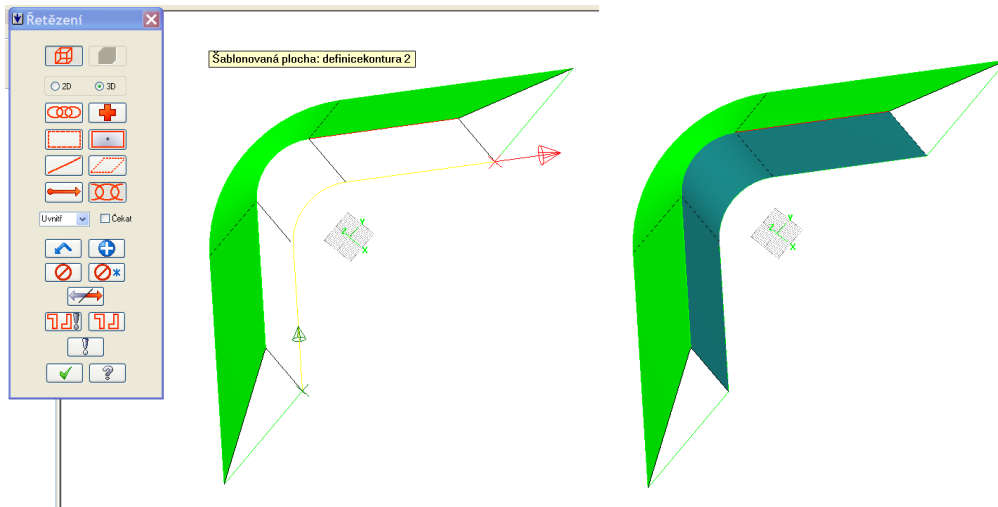 Řetězení
2D 3D
Uvnitř Čekat
Šablonovaná plocha: definicekontura 2
Y
Z
X
Y
Z
X